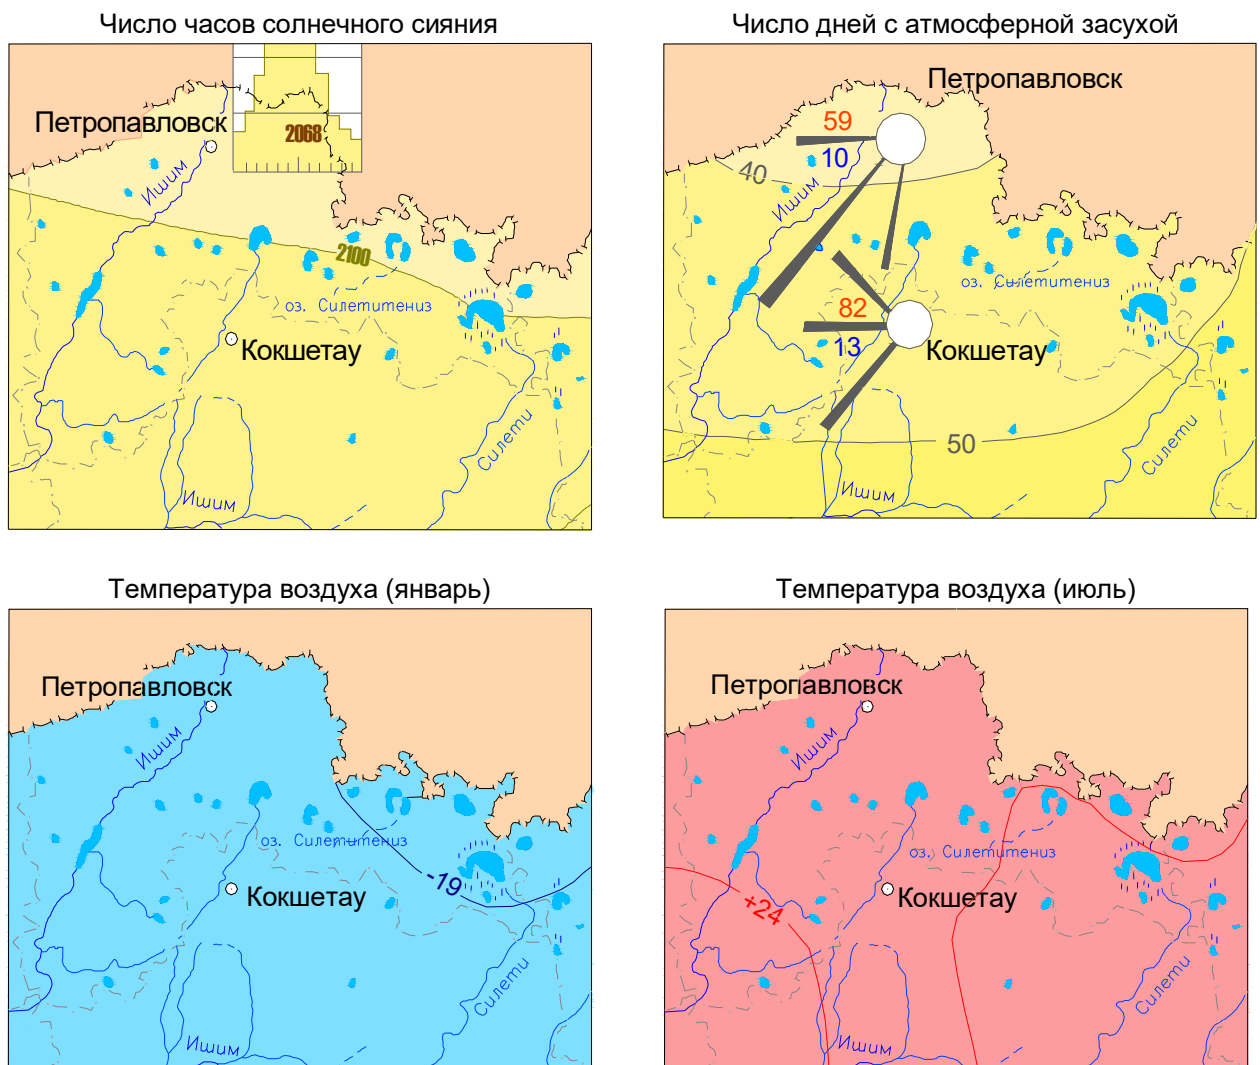 Число часов солнечного сияния
Число дней с атмосферной засухой
Петропавловск
2068
Ишим
2100
оз. Силетитениз
Кокшетау
Силети
Ишим
Петропавловск
59
10
40
Ишим
оз. Силетитениз
82
13
Кокшетау
50
Силети
Ишим
Температура воздуха (январь)
Температура воздуха (июль)
Петропавловск
Ишим
оз. Силетитениз
-19
Кокшетау
Силети
Ишим
Петропавловск
Ишим
оз. Силетитениз
+24
Кокшетау
Силети
Ишим